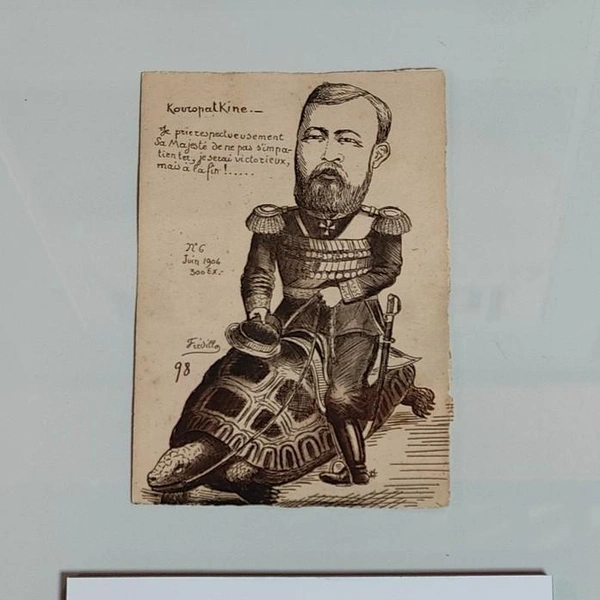 Kouropatkine._
Je prie respectueusement
Sa Majesté de ne pas s'impa-
tienter, je serai victorieux,
mais à la fin !.....
N° 6
Juin 1904
300 Ex.-
Frédillo
98